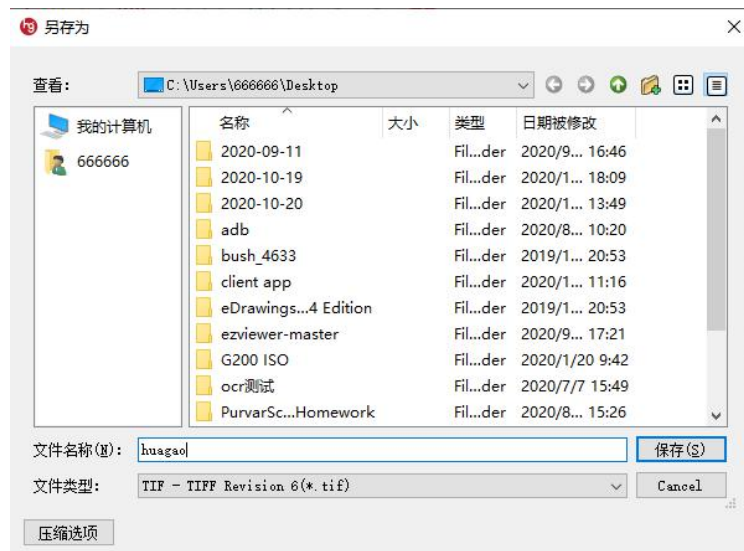 hg 另存为
查看: C:\Users\666666\Desktop
我的计算机
666666
名称 大小 类型 日期被修改
2020-09-11 Fil...der 2020/9... 16:46
2020-10-19 Fil...der 2020/1... 18:09
2020-10-20 Fil...der 2020/1... 13:49
adb Fil...der 2020/8... 10:20
bush_4633 Fil...der 2019/1... 20:53
client app Fil...der 2020/1... 11:16
eDrawings...4 Edition Fil...der 2019/1... 20:53
ezviewer-master Fil...der 2020/9... 17:21
G200 ISO Fil...der 2020/1/20 9:42
ocr测试 Fil...der 2020/7/7 15:49
PurvarSc...Homework Fil...der 2020/8... 15:26
文件名称(N): huagao 保存(S)
文件类型: TIF - TIFF Revision 6(*.tif) Cancel
压缩选项